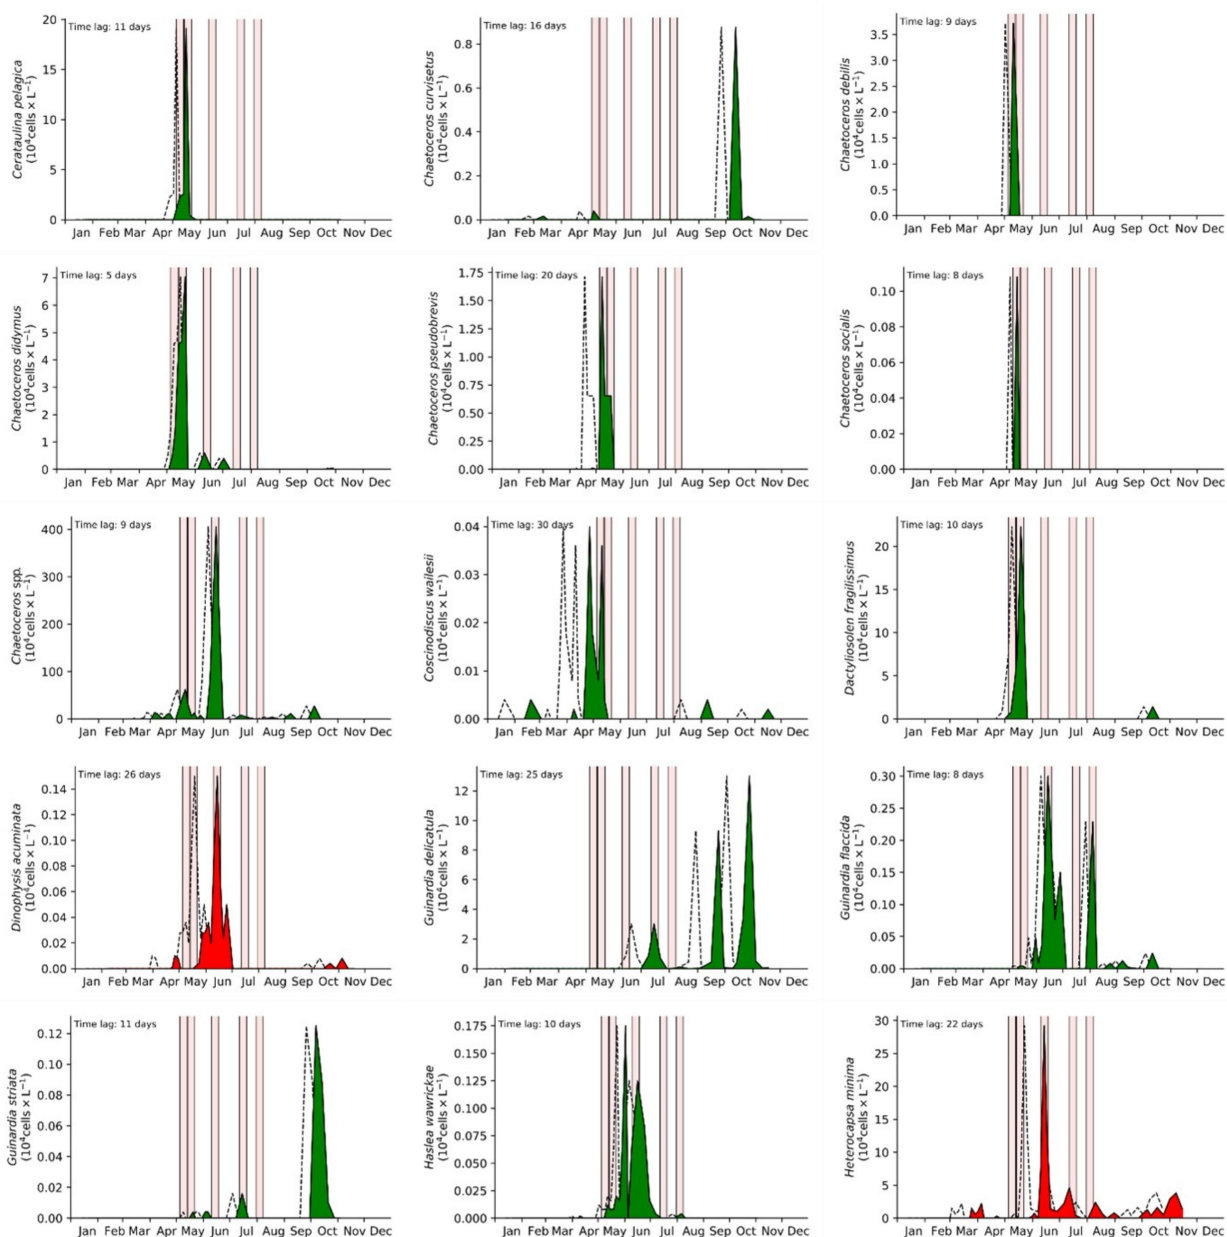 Time lag: 11 days
Cerataulina pelagica
(10⁴cells × L⁻¹)
20
15
10
5
0
Jan Feb Mar Apr May Jun Jul Aug Sep Oct Nov Dec
Time lag: 16 days
Chaetoceros curvisetus
(10⁴cells × L⁻¹)
0.8
0.6
0.4
0.2
0.0
Jan Feb Mar Apr May Jun Jul Aug Sep Oct Nov Dec
Time lag: 9 days
Chaetoceros debilis
(10⁴cells × L⁻¹)
3.5
3.0
2.5
2.0
1.5
1.0
0.5
0.0
Jan Feb Mar Apr May Jun Jul Aug Sep Oct Nov Dec
Time lag: 5 days
Chaetoceros didymus
(10⁴cells × L⁻¹)
7
6
5
4
3
2
1
0
Jan Feb Mar Apr May Jun Jul Aug Sep Oct Nov Dec
Time lag: 20 days
Chaetoceros pseudobrevis
(10⁴cells × L⁻¹)
1.75
1.50
1.25
1.00
0.75
0.50
0.25
0.00
Jan Feb Mar Apr May Jun Jul Aug Sep Oct Nov Dec
Time lag: 8 days
Chaetoceros socialis
(10⁴cells × L⁻¹)
0.10
0.08
0.06
0.04
0.02
0.00
Jan Feb Mar Apr May Jun Jul Aug Sep Oct Nov Dec
Time lag: 9 days
Chaetoceros spp.
(10⁴cells × L⁻¹)
400
300
200
100
0
Jan Feb Mar Apr May Jun Jul Aug Sep Oct Nov Dec
Time lag: 30 days
Coscinodiscus wailesii
(10⁴cells × L⁻¹)
0.04
0.03
0.02
0.01
0.00
Jan Feb Mar Apr May Jun Jul Aug Sep Oct Nov Dec
Time lag: 10 days
Dactyliosolen fragilissimus
(10⁴cells × L⁻¹)
20
15
10
5
0
Jan Feb Mar Apr May Jun Jul Aug Sep Oct Nov Dec
Time lag: 26 days
Dinophysis acuminata
(10⁴cells × L⁻¹)
0.14
0.12
0.10
0.08
0.06
0.04
0.02
0.00
Jan Feb Mar Apr May Jun Jul Aug Sep Oct Nov Dec
Time lag: 25 days
Guinardia delicatula
(10⁴cells × L⁻¹)
12
10
8
6
4
2
0
Jan Feb Mar Apr May Jun Jul Aug Sep Oct Nov Dec
Time lag: 8 days
Guinardia flaccida
(10⁴cells × L⁻¹)
0.30
0.25
0.20
0.15
0.10
0.05
0.00
Jan Feb Mar Apr May Jun Jul Aug Sep Oct Nov Dec
Time lag: 11 days
Guinardia striata
(10⁴cells × L⁻¹)
0.12
0.10
0.08
0.06
0.04
0.02
0.00
Jan Feb Mar Apr May Jun Jul Aug Sep Oct Nov Dec
Time lag: 10 days
Haslea wawrickae
(10⁴cells × L⁻¹)
0.175
0.150
0.125
0.100
0.075
0.050
0.025
0.000
Jan Feb Mar Apr May Jun Jul Aug Sep Oct Nov Dec
Time lag: 22 days
Heterocapsa minima
(10⁴cells × L⁻¹)
30
25
20
15
10
5
0
Jan Feb Mar Apr May Jun Jul Aug Sep Oct Nov Dec